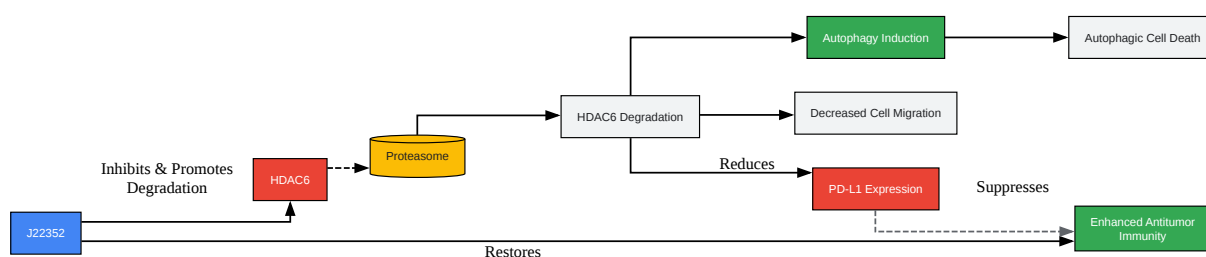 Autophagy Induction
Autophagic Cell Death
HDAC6 Degradation
Decreased Cell Migration
Proteasome
Inhibits & Promotes
Degradation
HDAC6
Reduces
PD-L1 Expression
Suppresses
J22352
Restores
Enhanced Antitumor
Immunity